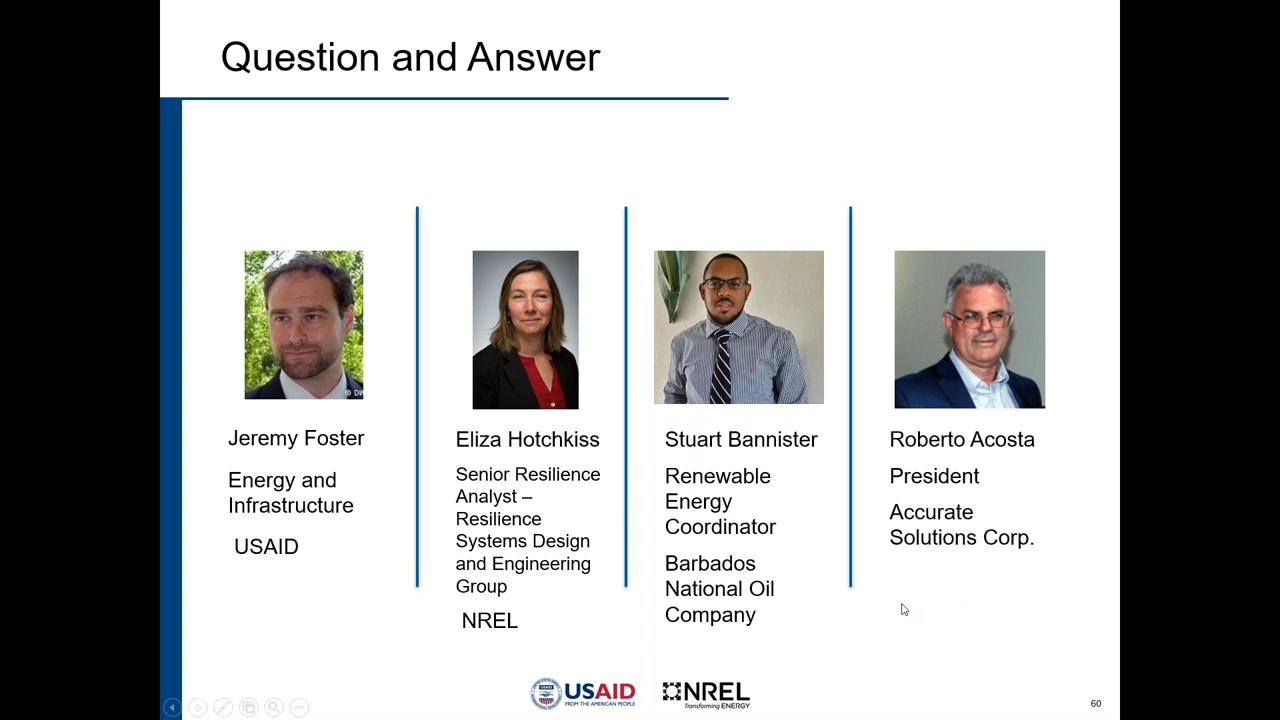 Question and Answer
© DW
Jeremy Foster
Energy and
Infrastructure
USAID
Eliza Hotchkiss
Senior Resilience
Analyst –
Resilience
Systems Design
and Engineering
Group
NREL
Stuart Bannister
Renewable
Energy
Coordinator
Barbados
National Oil
Company
Roberto Acosta
President
Accurate
Solutions Corp.
USAID
FROM THE AMERICAN PEOPLE
NREL
Transforming ENERGY
60